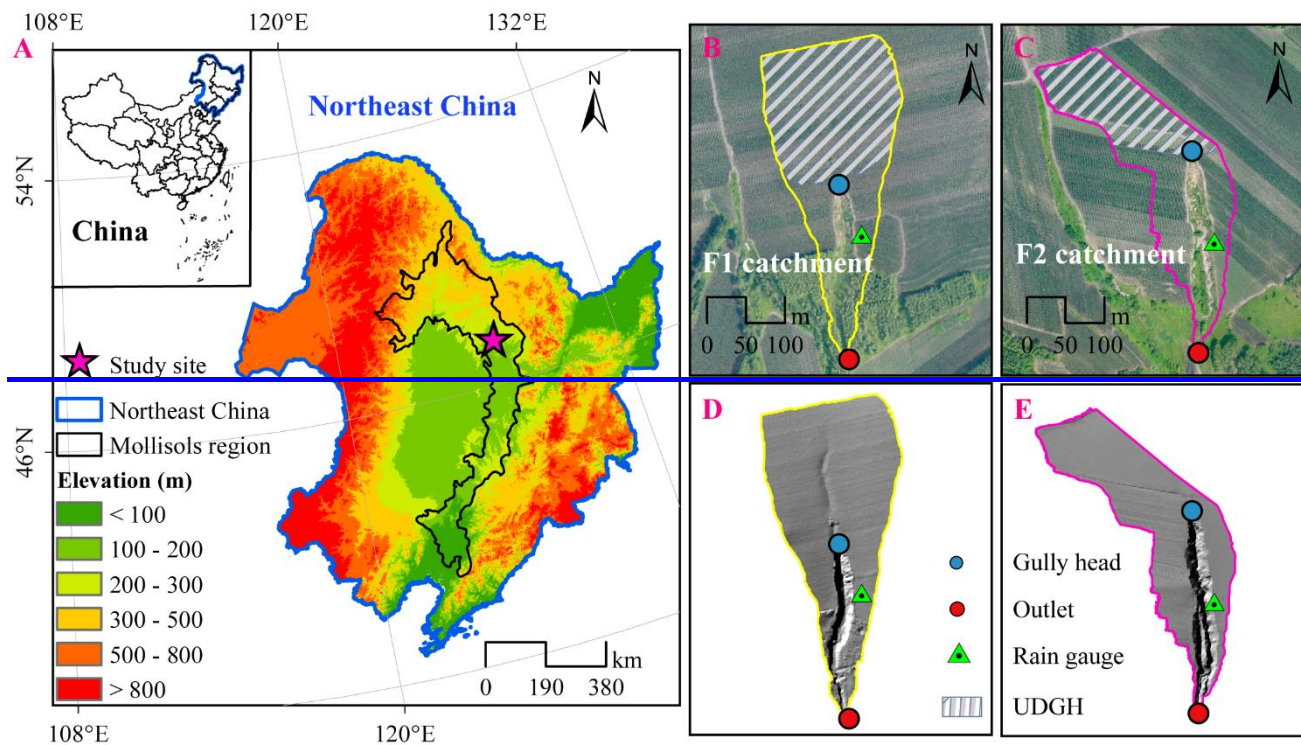 108°E
120°E
132°E
A
N
Northeast China
China
54°N
46°N
Study site
Northeast China
Mollisols region
Elevation (m)
< 100
100 - 200
200 - 300
300 - 500
500 - 800
> 800
km
0 190 380
108°E
120°E
B
N
F1 catchment
m
0 50 100
C
N
F2 catchment
m
0 50 100
D
Gully head
Outlet
Rain gauge
UDGH
E